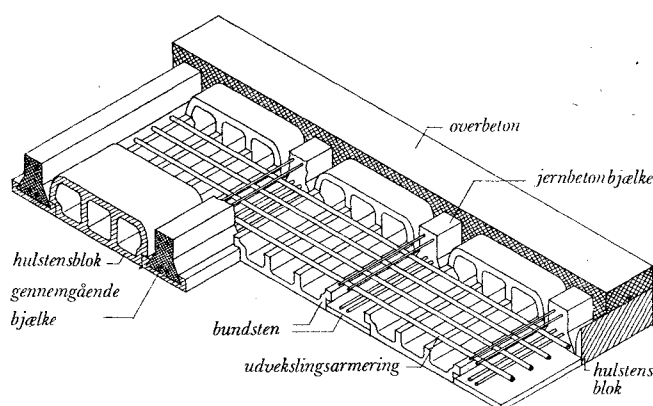 overbeton
jernbetonbjælke
hulstensblok
gennemgående
bjælke
bundsten
udvekslingsarmering
hulstens
blok